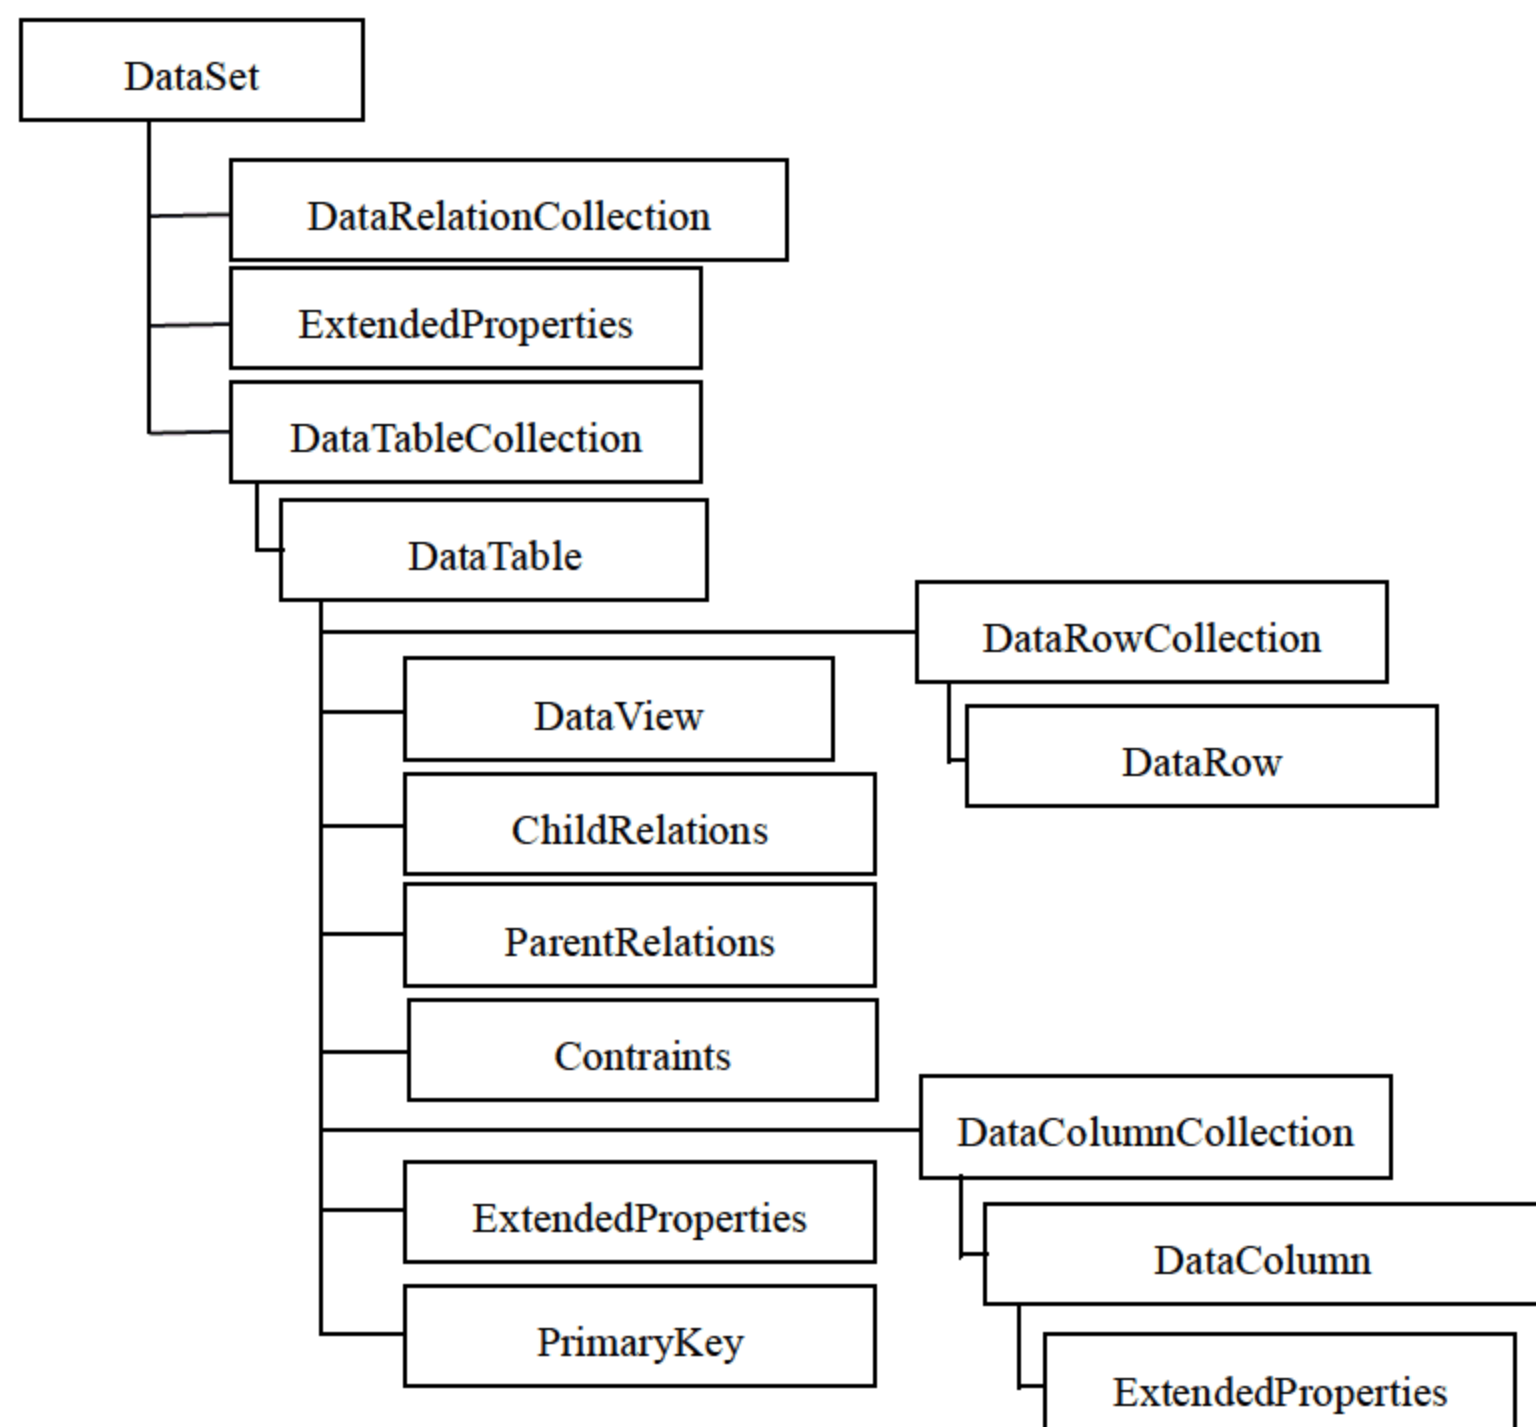 DataSet
DataRelationCollection
ExtendedProperties
DataTableCollection
DataTable
DataRowCollection
DataView
DataRow
ChildRelations
ParentRelations
Contraints
DataColumnCollection
ExtendedProperties
DataColumn
PrimaryKey
ExtendedProperties